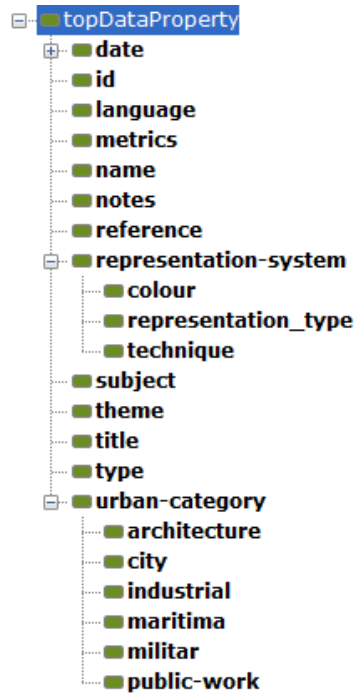 topDataProperty
date
id
language
metrics
name
notes
reference
representation-system
colour
representation_type
technique
subject
theme
title
type
urban-category
architecture
city
industrial
maritima
militar
public-work